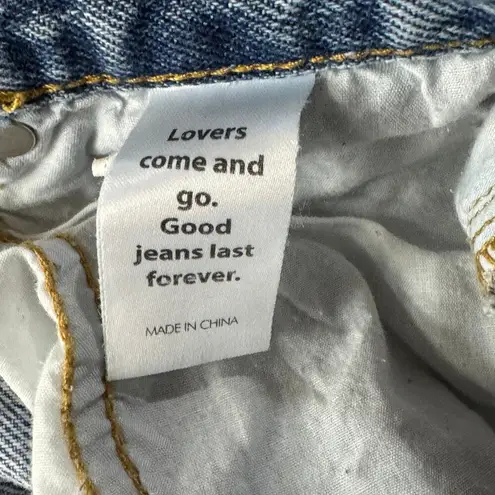 Lovers
come and
go.
Good
jeans last
forever.
MADE IN CHINA